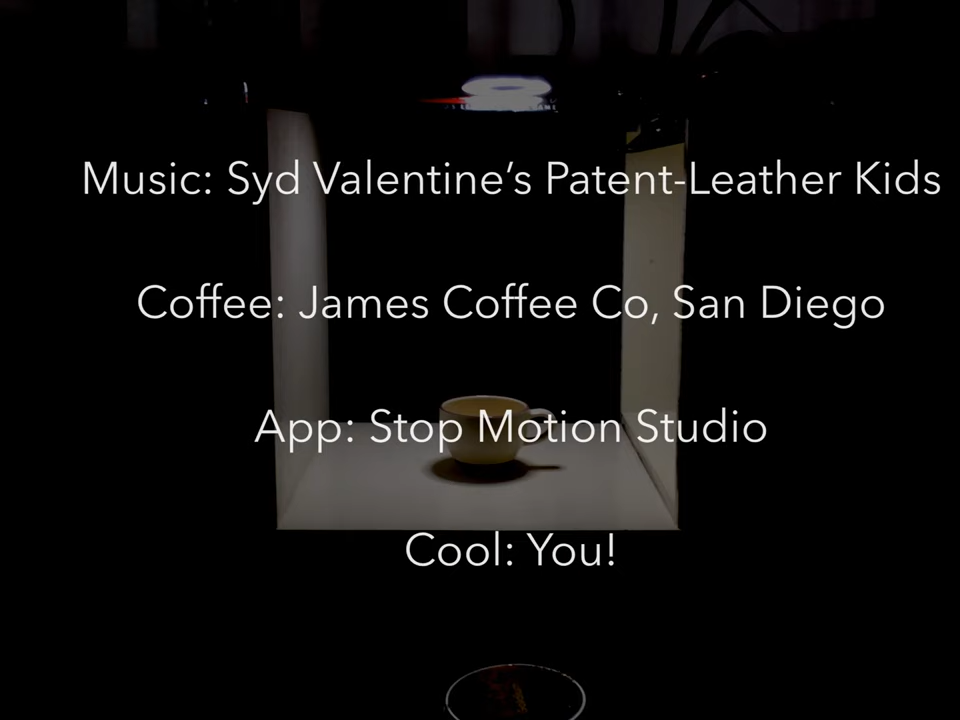 Music: Syd Valentine’s Patent-Leather Kids
Coffee: James Coffee Co, San Diego
App: Stop Motion Studio
Cool: You!